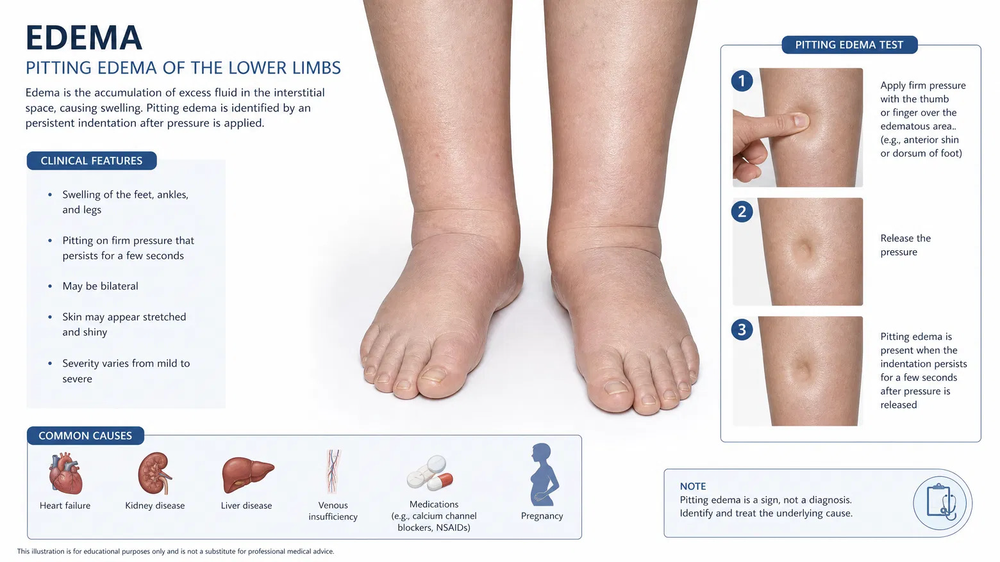 EDEMA
PITTING EDEMA OF THE LOWER LIMBS
Edema is the accumulation of excess fluid in the interstitial
space, causing swelling. Pitting edema is identified by an
persistent indentation after pressure is applied.
CLINICAL FEATURES
• Swelling of the feet, ankles,
and legs
• Pitting on firm pressure that
persists for a few seconds
• May be bilateral
• Skin may appear stretched
and shiny
• Severity varies from mild to
severe
COMMON CAUSES
Heart failure
Kidney disease
Liver disease
Venous
insufficiency
Medications
(e.g., calcium channel
blockers, NSAIDs)
Pregnancy
PITTING EDEMA TEST
1
Apply firm pressure
with the thumb
or finger over the
edematous area..
(e.g., anterior shin
or dorsum of foot)
2
Release the
pressure
3
Pitting edema is
present when the
indentation persists
for a few seconds
after pressure is
released
NOTE
Pitting edema is a sign, not a diagnosis.
Identify and treat the underlying cause.
This illustration is for educational purposes only and is not a substitute for professional medical advice.